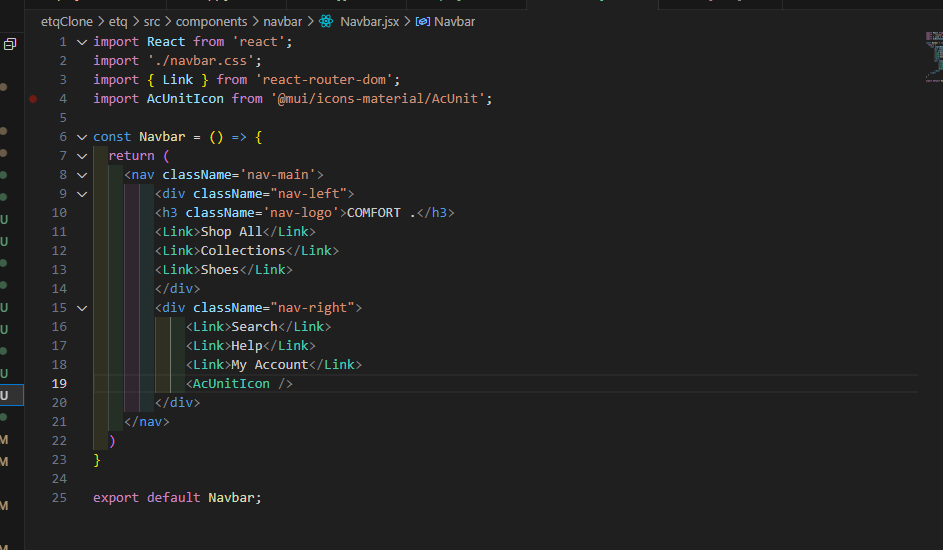 etqClone > etq > src > components > navbar > Navbar.jsx > Navbar
1 import React from 'react';
2 import './navbar.css';
3 import { Link } from 'react-router-dom';
4 import AcUnitIcon from '@mui/icons-material/AcUnit';
5
6 const Navbar = () => {
7 return (
8 <nav className='nav-main'>
9 <div className="nav-left">
10 <h3 className='nav-logo'>COMFORT .</h3>
11 <Link>Shop All</Link>
12 <Link>Collections</Link>
13 <Link>Shoes</Link>
14 </div>
15 <div className="nav-right">
16 <Link>Search</Link>
17 <Link>Help</Link>
18 <Link>My Account</Link>
19 <AcUnitIcon />
20 </div>
21 </nav>
22 )
23 }
24
25 export default Navbar;
U
U
U
U
U
U
M
M
M
M